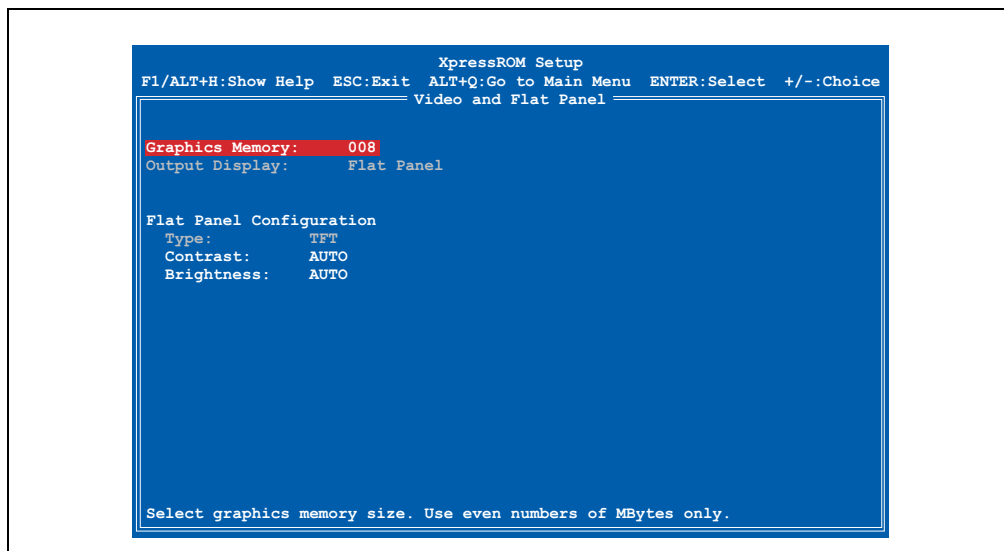 XpressROM Setup
F1/ALT+H:Show Help ESC:Exit ALT+Q:Go to Main Menu ENTER:Select +/-:Choice
Video and Flat Panel
Graphics Memory: 008
Output Display: Flat Panel
Flat Panel Configuration
Type: TFT
Contrast: AUTO
Brightness: AUTO
Select graphics memory size. Use even numbers of MBytes only.